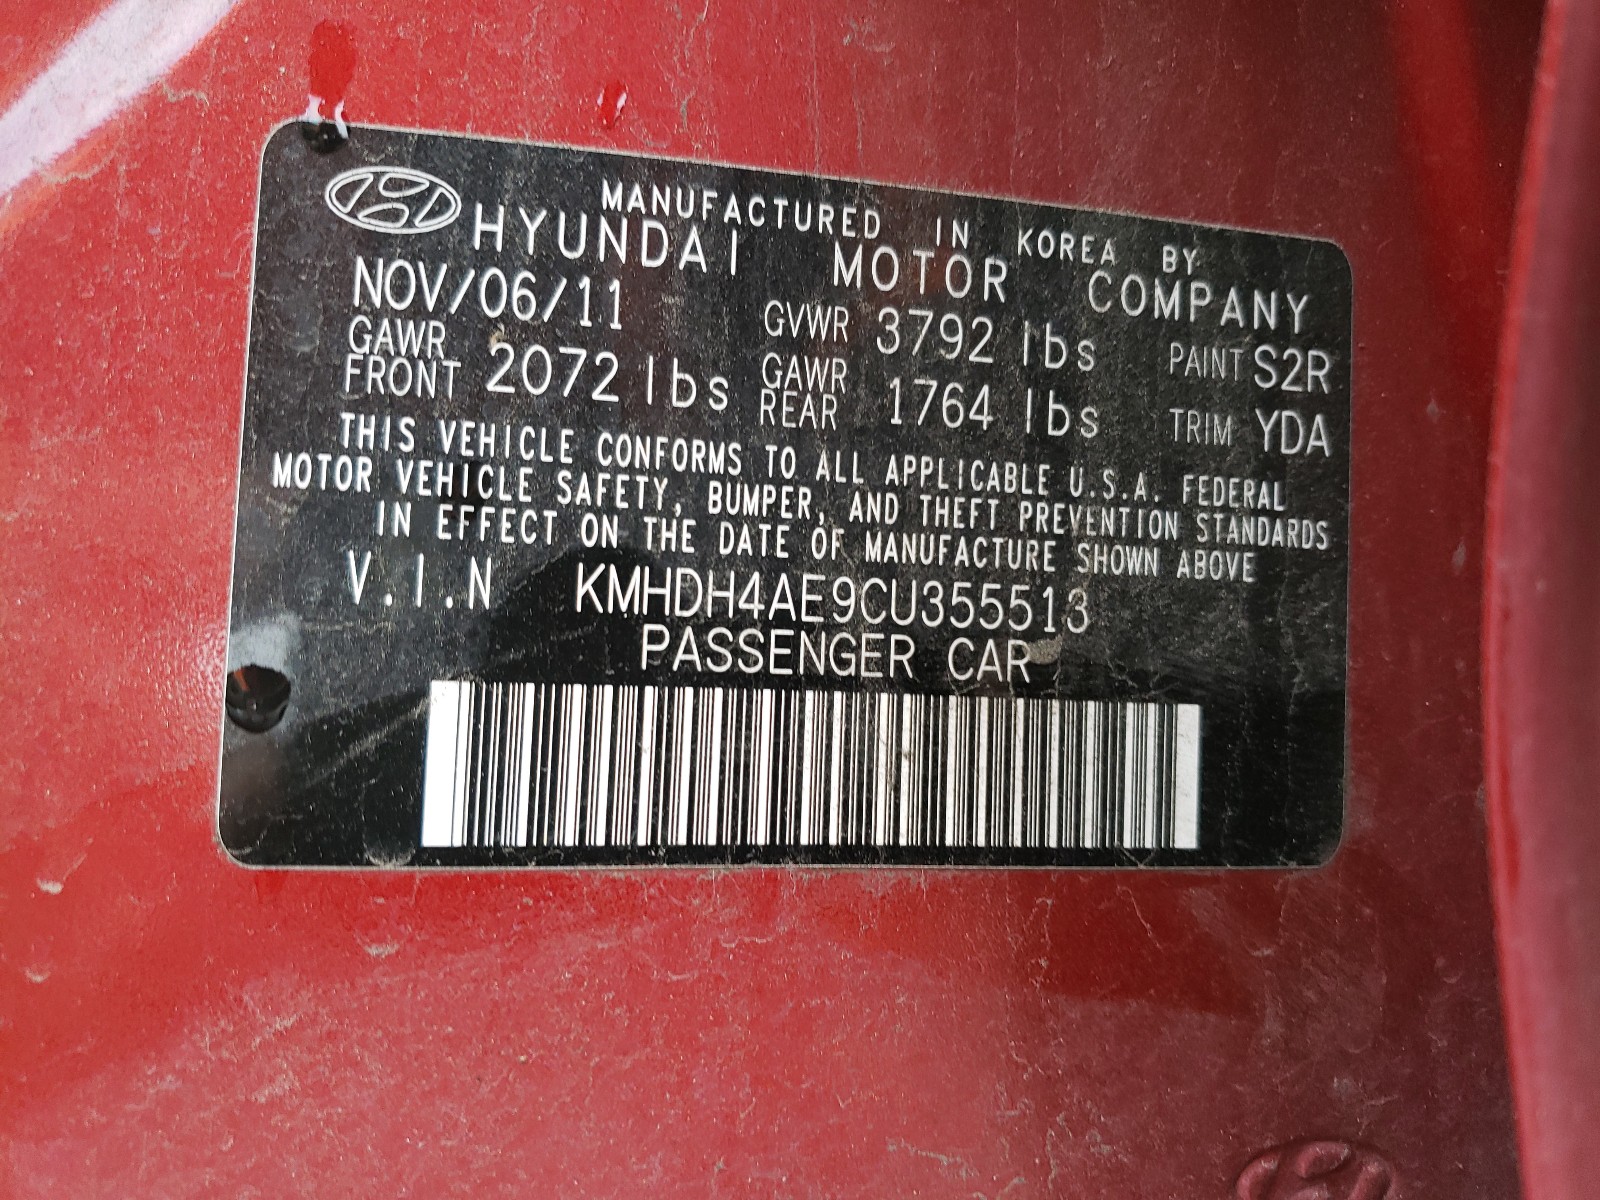 MANUFACTURED IN KOREA BY
HYUNDAI MOTOR COMPANY
NOV/06/11 GVWR 3792 lbs PAINT S2R
GAWR FRONT 2072 lbs GAWR REAR 1764 lbs TRIM YDA
THIS VEHICLE CONFORMS TO ALL APPLICABLE U.S.A. FEDERAL
MOTOR VEHICLE SAFETY, BUMPER, AND THEFT PREVENTION STANDARDS
IN EFFECT ON THE DATE OF MANUFACTURE SHOWN ABOVE
V.I.N KMHDH4AE9CU355513
PASSENGER CAR